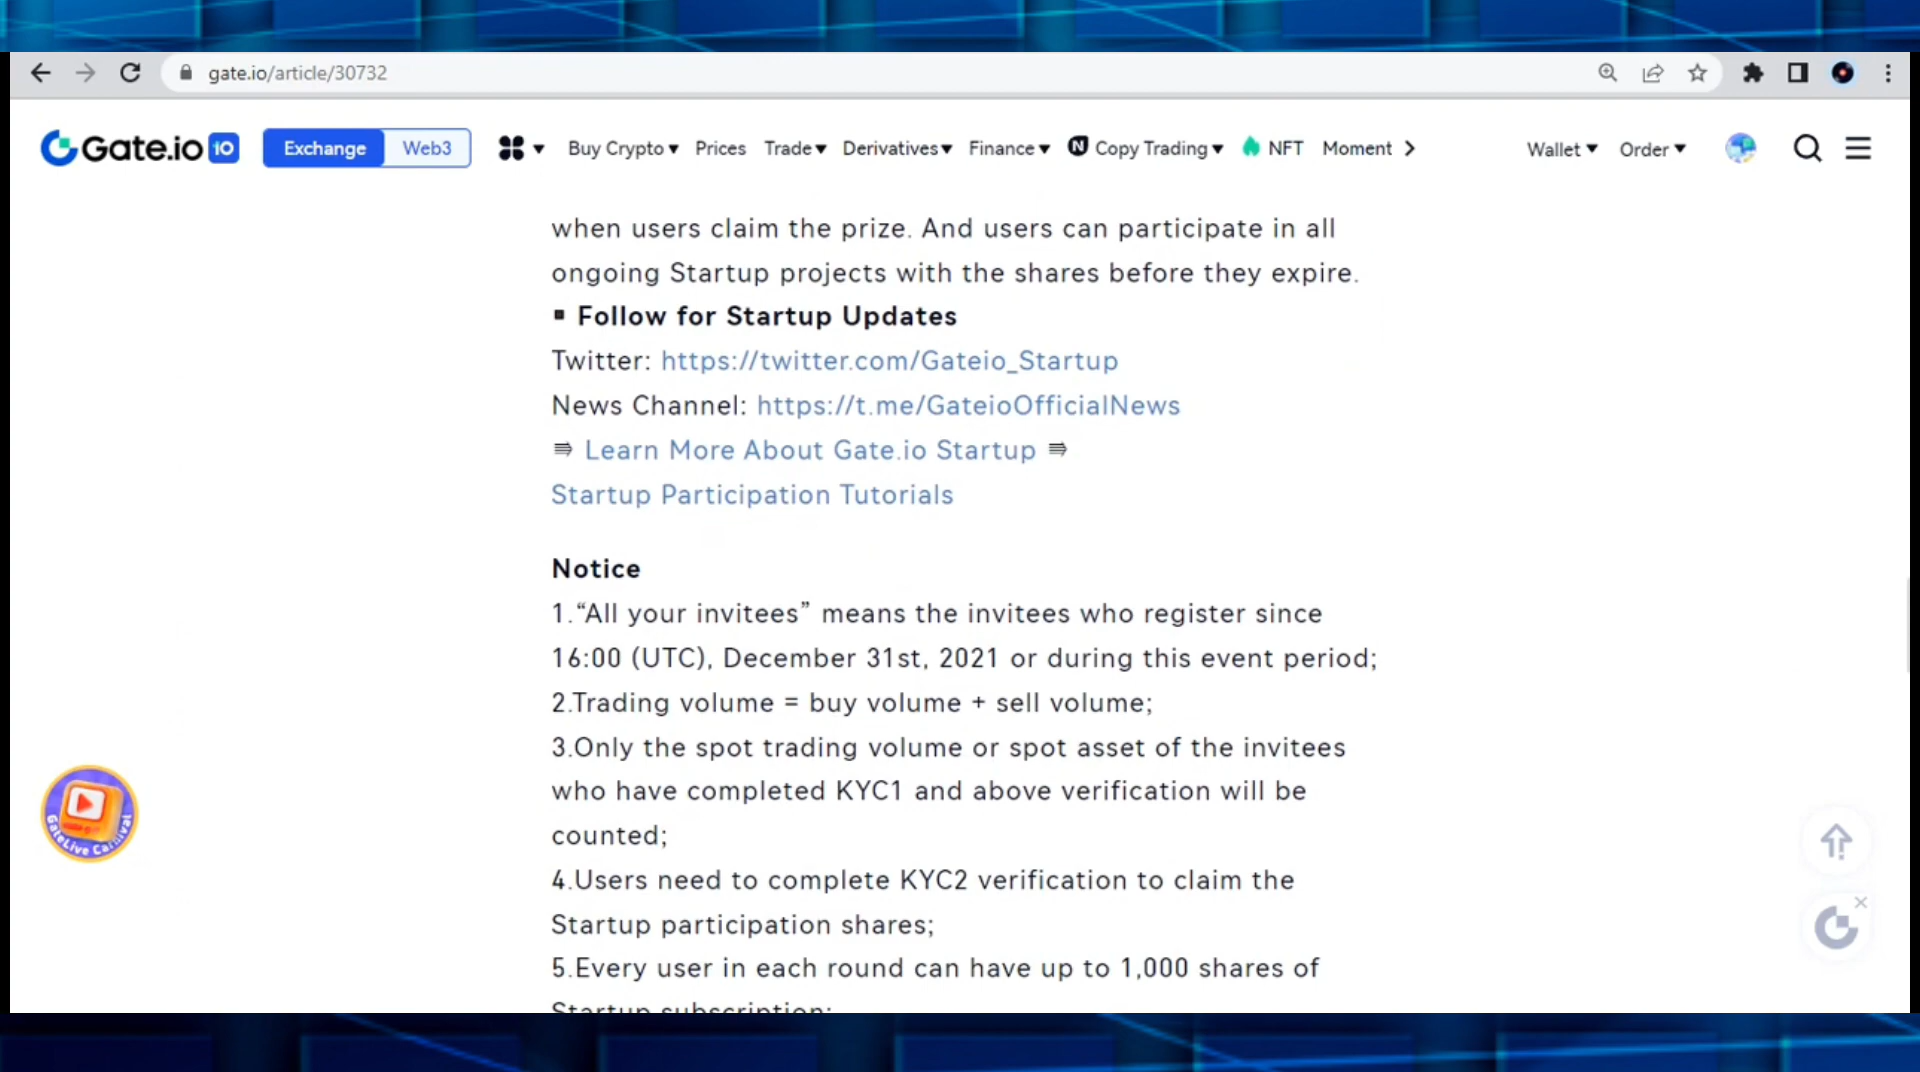 gate.io/article/30732
Gate.io 10 Exchange Web3 Buy Crypto Prices Trade Derivatives Finance N Copy Trading NFT Moment Wallet Order
when users claim the prize. And users can participate in all
ongoing Startup projects with the shares before they expire.
▪ Follow for Startup Updates
Twitter: https://twitter.com/Gateio_Startup
News Channel: https://t.me/GateioOfficialNews
⇛ Learn More About Gate.io Startup ⇛
Startup Participation Tutorials
Notice
1.“All your invitees” means the invitees who register since
16:00 (UTC), December 31st, 2021 or during this event period;
2.Trading volume = buy volume + sell volume;
3.Only the spot trading volume or spot asset of the invitees
who have completed KYC1 and above verification will be
counted;
4.Users need to complete KYC2 verification to claim the
Startup participation shares;
5.Every user in each round can have up to 1,000 shares of
Startup subscription;
GateLive Carnival